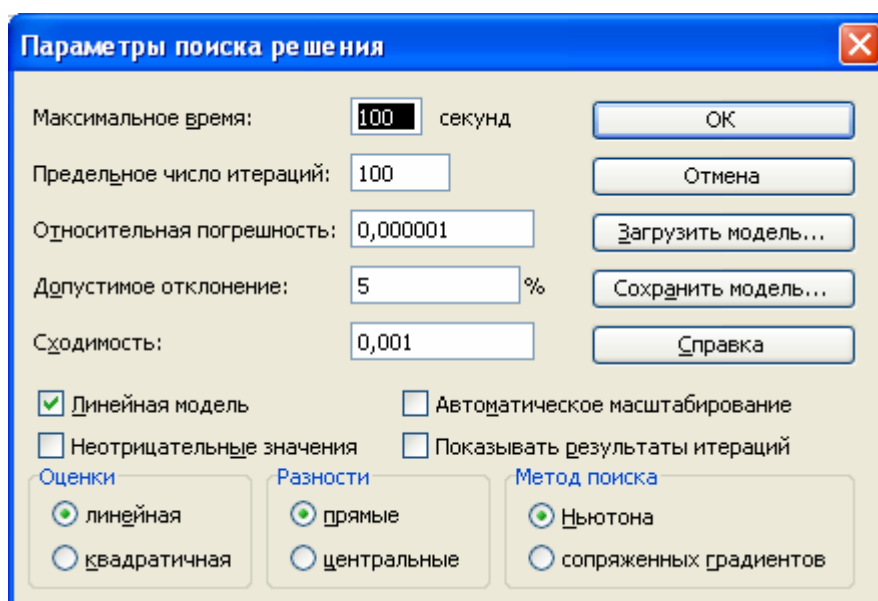 Параметры поиска решения
Максимальное время: 100 секунд ОК
Предельное число итераций: 100 Отмена
Относительная погрешность: 0,000001 Загрузить модель...
Допустимое отклонение: 5 % Сохранить модель...
Сходимость: 0,001 Справка
Линейная модель Автоматическое масштабирование
Неотрицательные значения Показывать результаты итераций
Оценки Разности Метод поиска
линейная прямые Ньютона
квадратичная центральные сопряженных градиентов